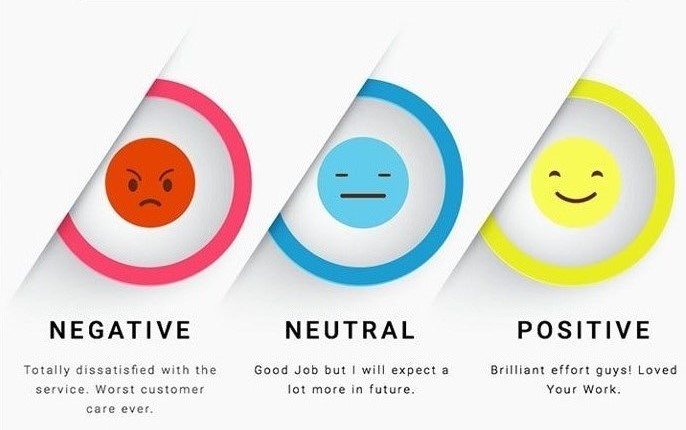 NEGATIVE
Totally dissatisfied with the
service. Worst customer
care ever.
NEUTRAL
Good Job but I will expect a
lot more in future.
POSITIVE
Brilliant effort guys! Loved
Your Work.